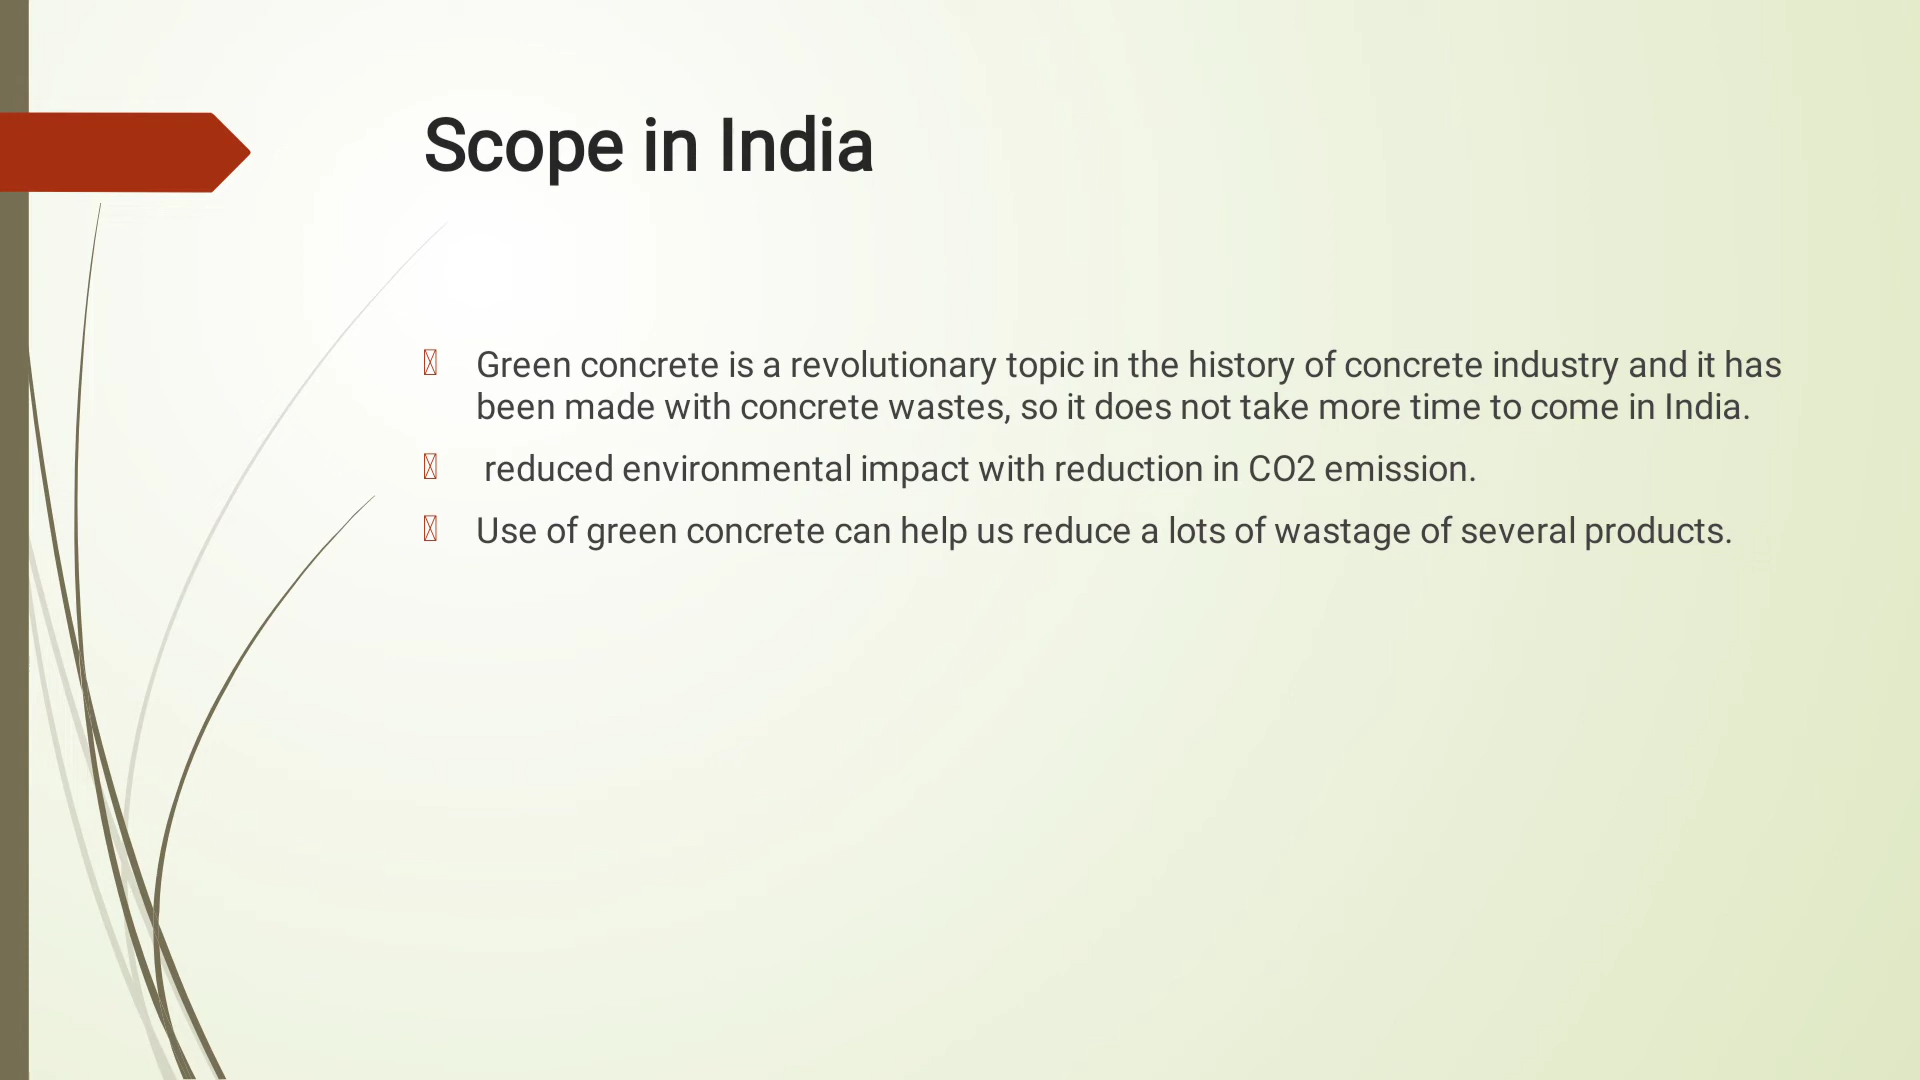 Scope in India
Green concrete is a revolutionary topic in the history of concrete industry and it has
been made with concrete wastes, so it does not take more time to come in India.
reduced environmental impact with reduction in CO2 emission.
Use of green concrete can help us reduce a lots of wastage of several products.